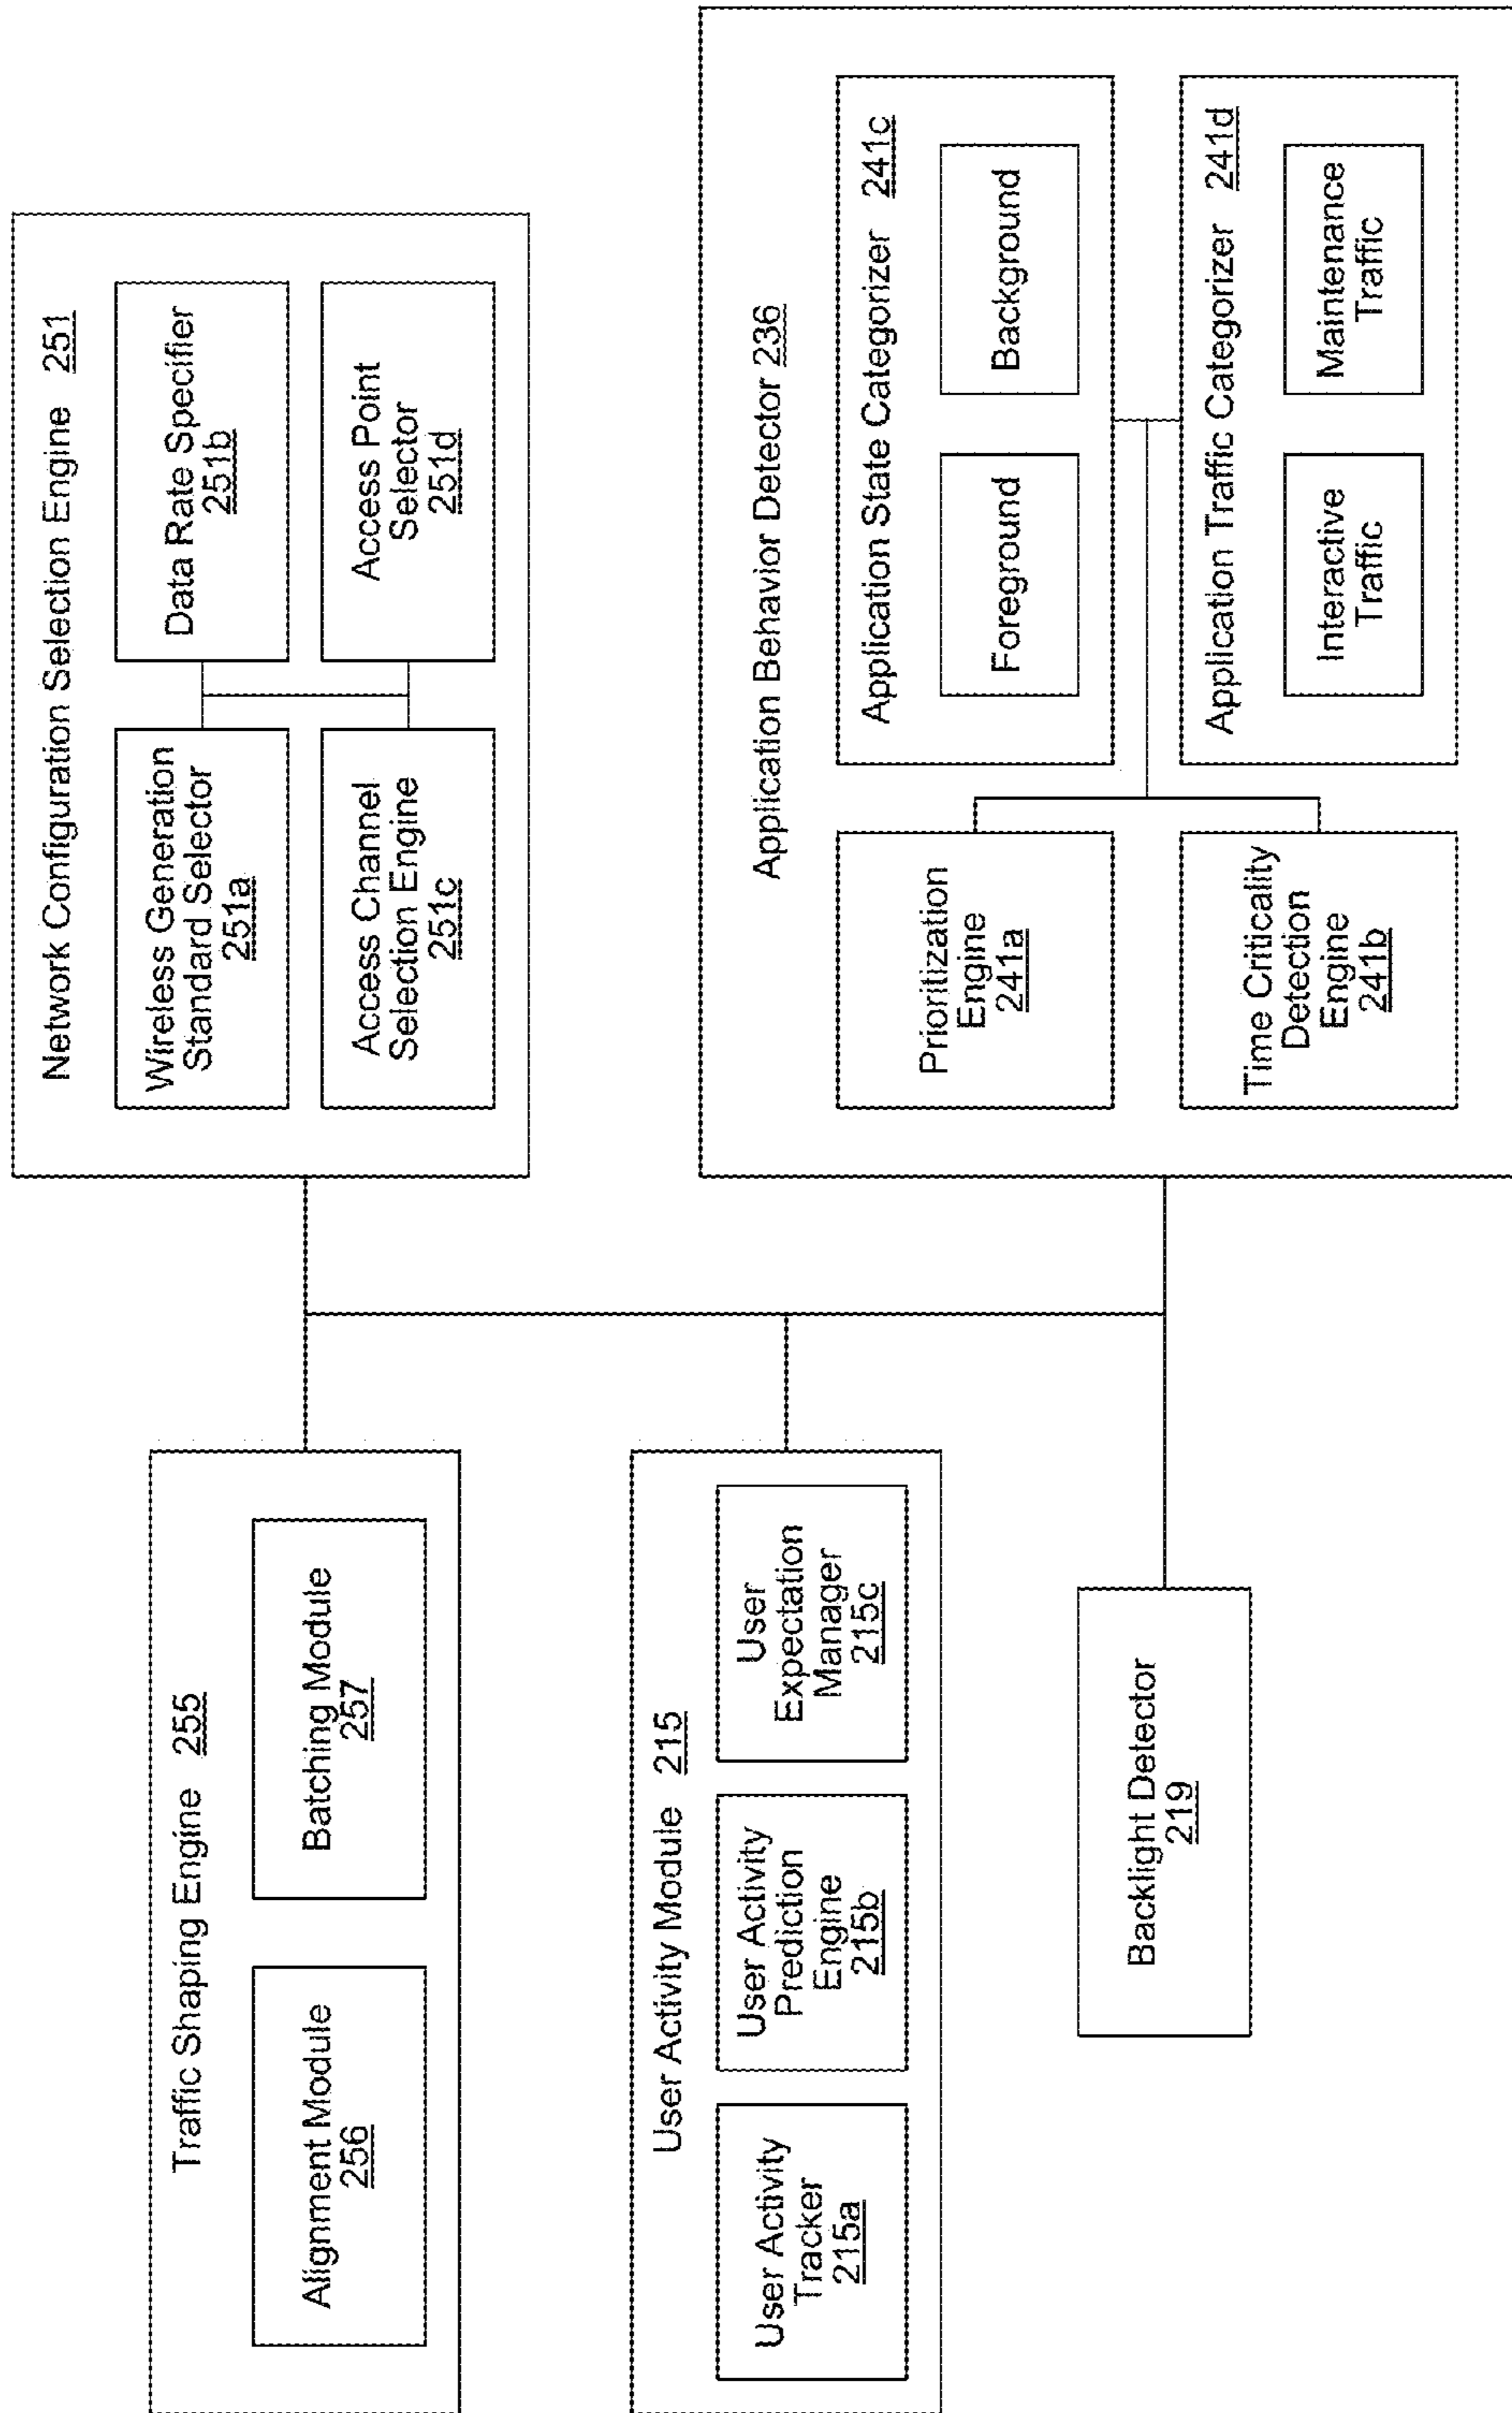 Traffic Shaping Engine 255
Alignment Module
256
Batching Module
257
User Activity Module 215
User Activity
Tracker
215a
User Activity
Prediction
Engine
215b
User
Expectation
Manager
215c
Backlight Detector
219
Network Configuration Selection Engine 251
Wireless Generation
Standard Selector
251a
Data Rate Specifier
251b
Access Channel
Selection Engine
251c
Access Point
Selector
251d
Application Behavior Detector 236
Prioritization
Engine
241a
Time Criticality
Detection
Engine
241b
Application State Categorizer 241c
Foreground
Background
Application Traffic Categorizer 241d
Interactive
Traffic
Maintenance
Traffic